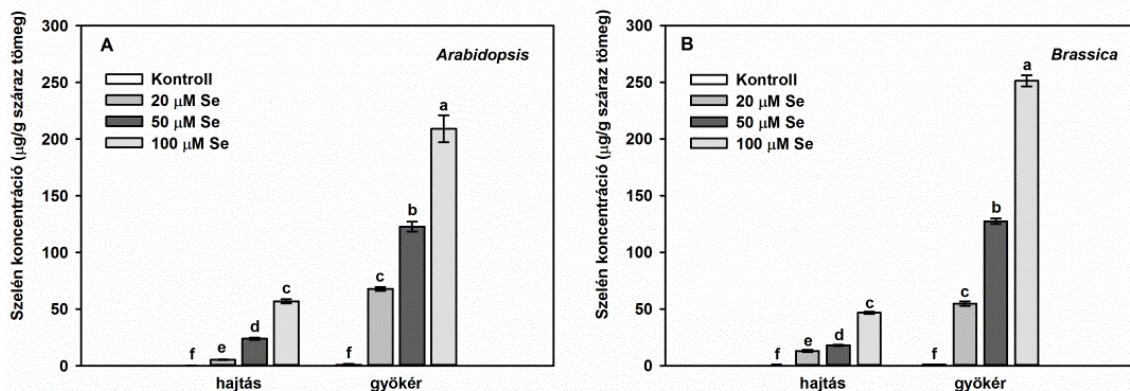 Szelén koncentráció (µg/g száraz tömeg)
300
250
200
150
100
50
0
A
Arabidopsis
Kontroll
20 µM Se
50 µM Se
100 µM Se
f
e
d
c
f
c
b
a
hajtás
gyökér
Szelén koncentráció (µg/g száraz tömeg)
300
250
200
150
100
50
0
B
Brassica
Kontroll
20 µM Se
50 µM Se
100 µM Se
f
e
d
c
f
c
b
a
hajtás
gyökér